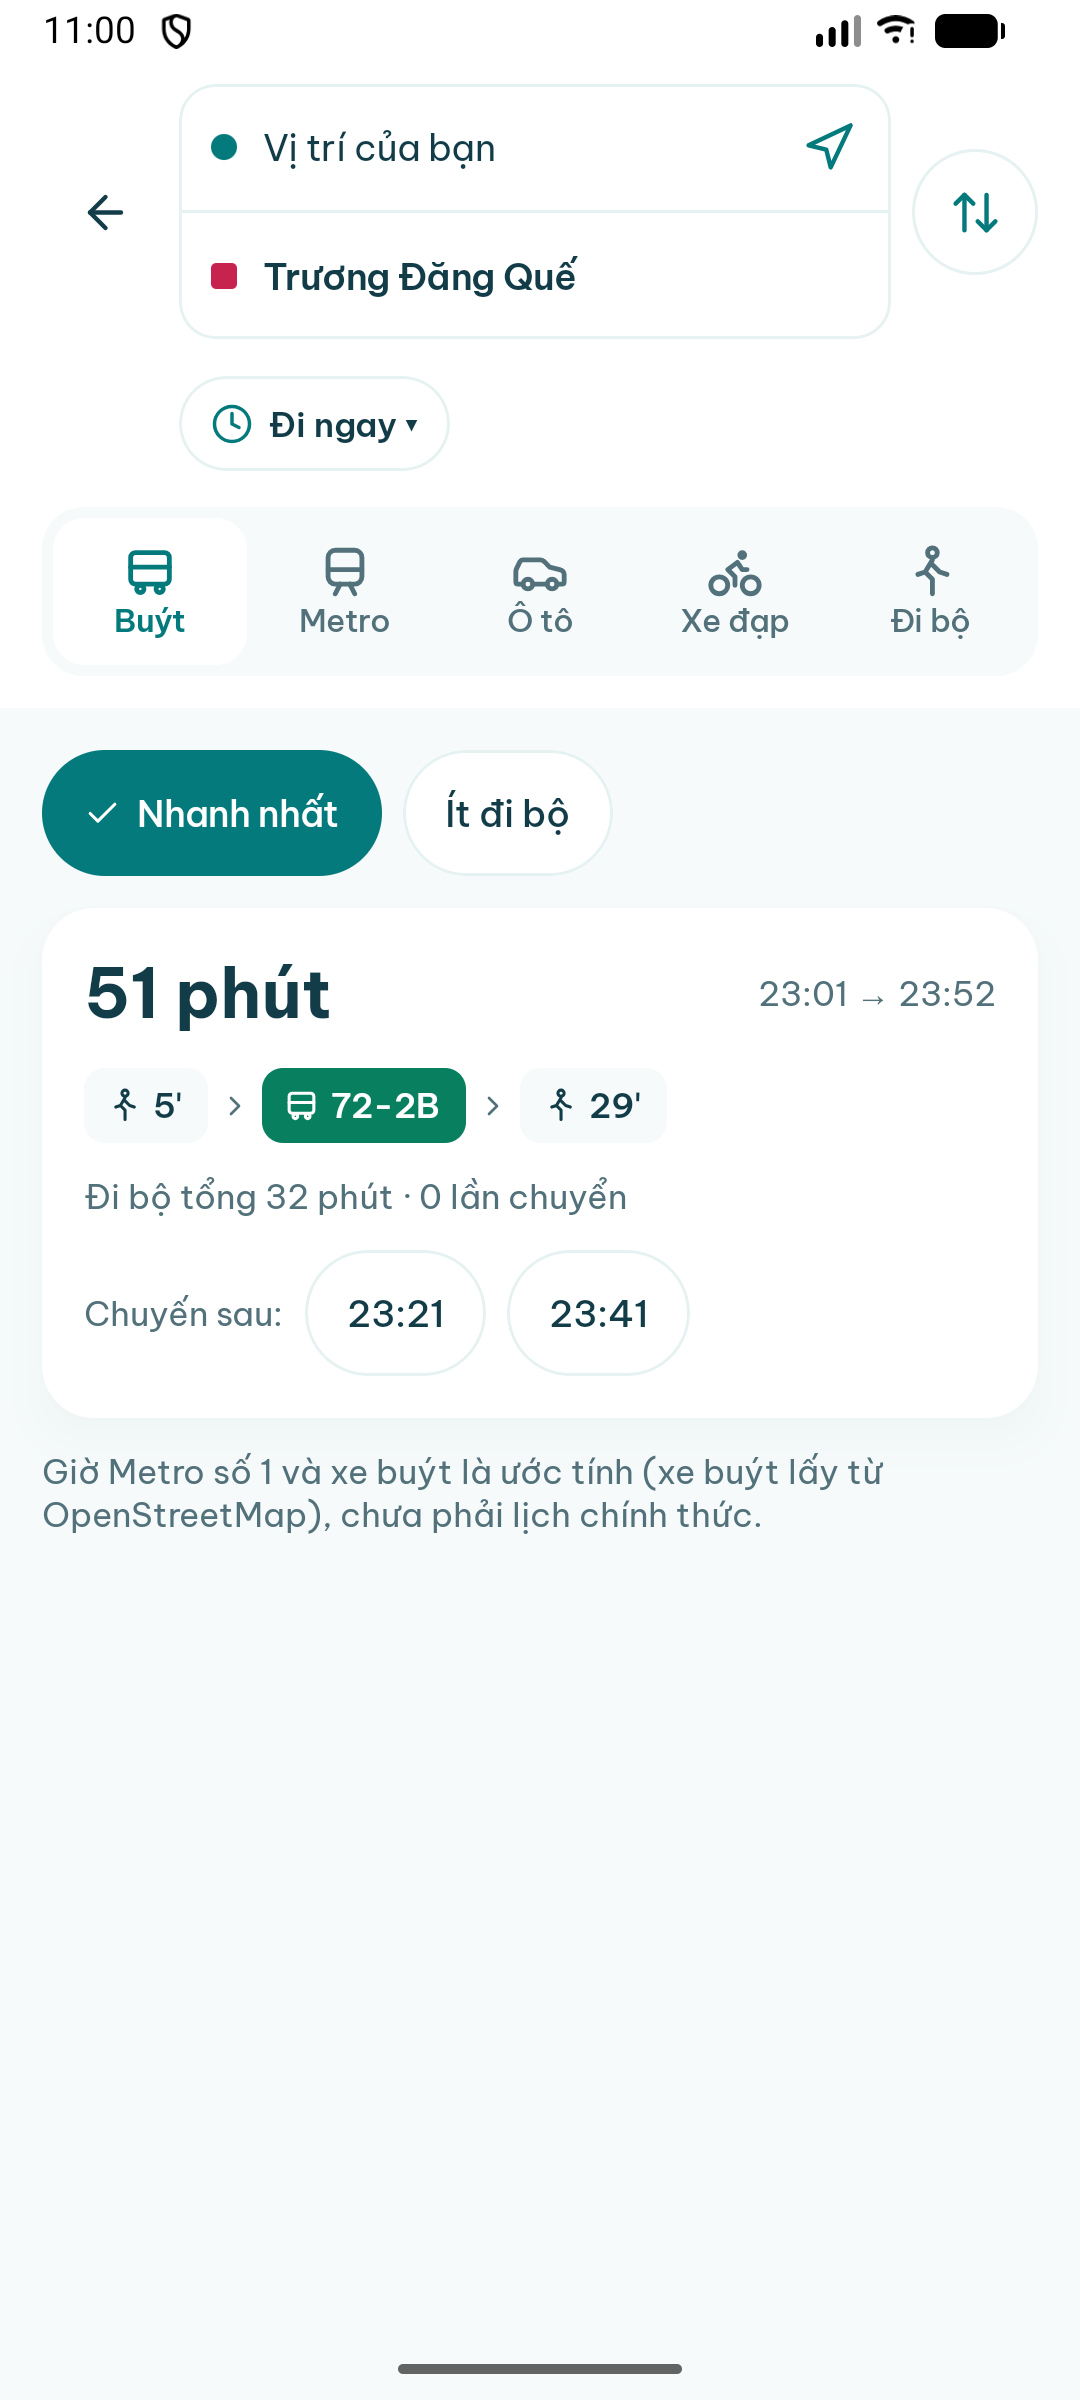 11:00
Vị trí của bạn
Trương Đăng Quế
Đi ngay ▾
Buýt Metro Ô tô Xe đạp Đi bộ
Nhanh nhất Ít đi bộ
51 phút 23:01 → 23:52
5' 72-2B 29'
Đi bộ tổng 32 phút · 0 lần chuyển
Chuyến sau: 23:21 23:41
Giờ Metro số 1 và xe buýt là ước tính (xe buýt lấy từ
OpenStreetMap), chưa phải lịch chính thức.